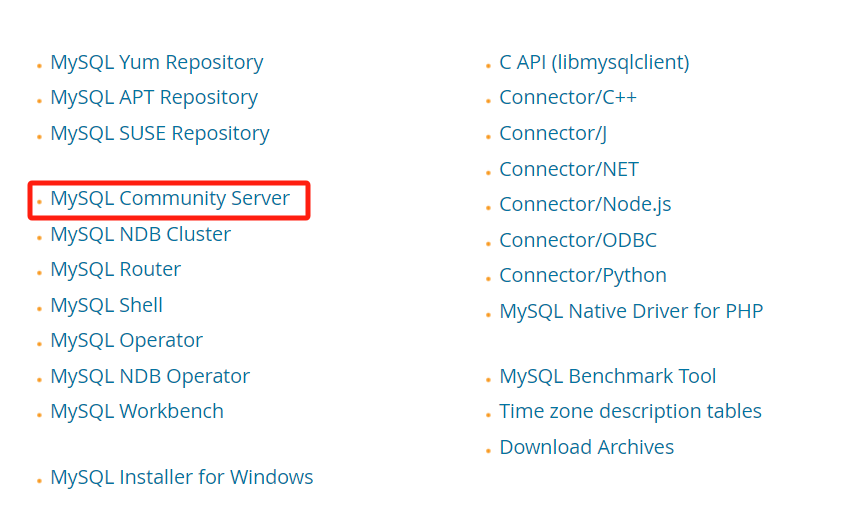 MySQL Yum Repository
MySQL APT Repository
MySQL SUSE Repository
MySQL Community Server
MySQL NDB Cluster
MySQL Router
MySQL Shell
MySQL Operator
MySQL NDB Operator
MySQL Workbench
MySQL Installer for Windows
C API (libmysqlclient)
Connector/C++
Connector/J
Connector/NET
Connector/Node.js
Connector/ODBC
Connector/Python
MySQL Native Driver for PHP
MySQL Benchmark Tool
Time zone description tables
Download Archives